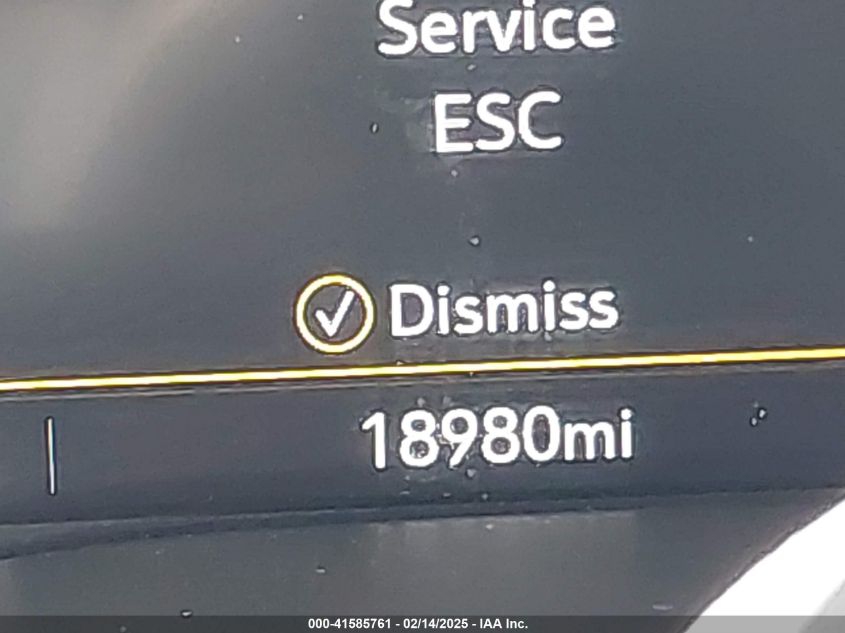 Service
ESC
Dismiss
18980mi
000-41585761 - 02/14/2025 - IAA Inc.